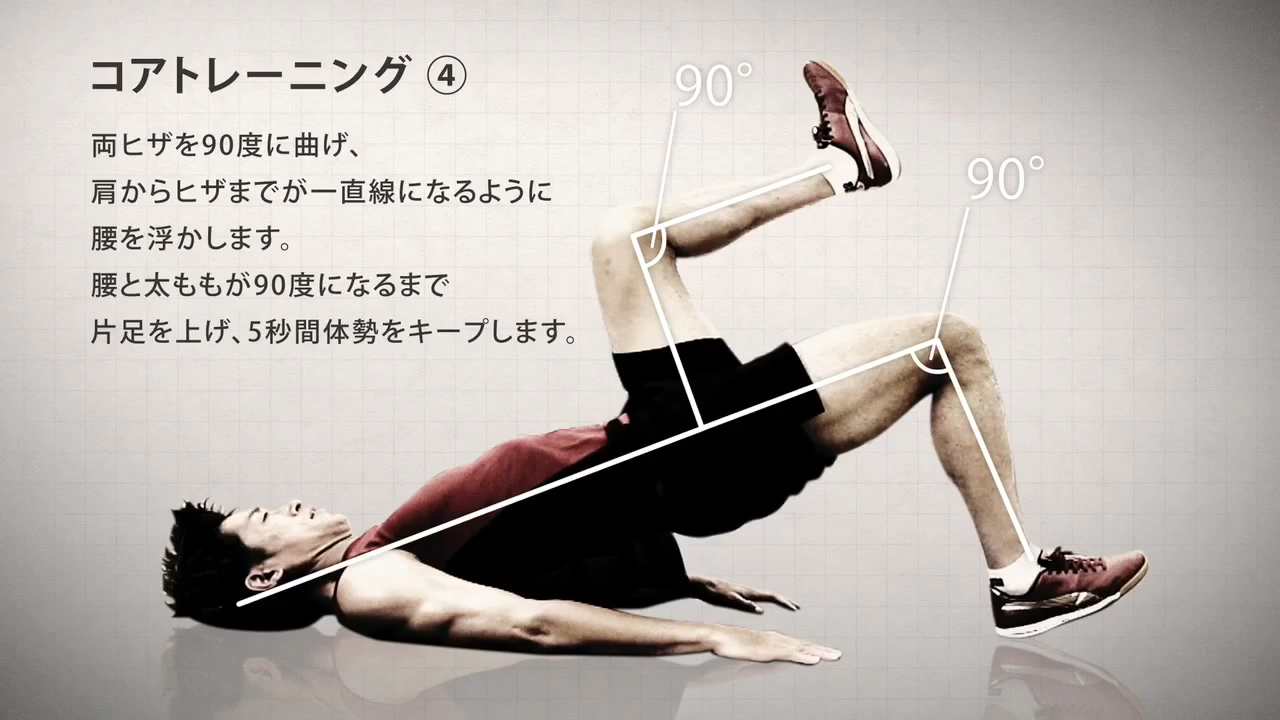 コアトレーニング ④
両ヒザを90度に曲げ、
肩からヒザまでが一直線になるように
腰を浮かします。
腰と太ももが90度になるまで
片足を上げ、5秒間体勢をキープします。
90°
90°